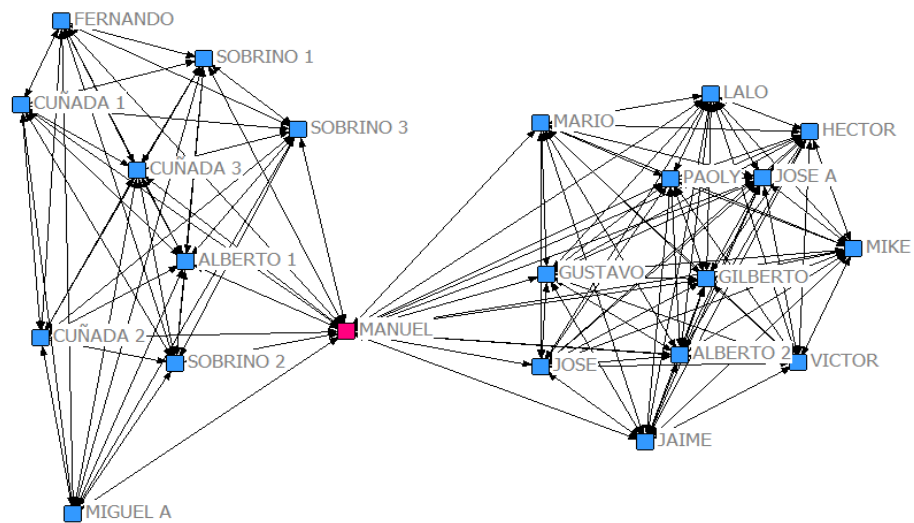 FERNANDO
SOBRINO 1
CUÑADA 1
SOBRINO 3
CUÑADA 3
ALBERTO 1
CUÑADA 2
SOBRINO 2
MIGUEL A
MANUEL
LALO
MARIO
HECTOR
PAOLY
JOSE A
MIKE
GUSTAVO
GILBERTO
JOSE
ALBERTO 2
VICTOR
JAIME